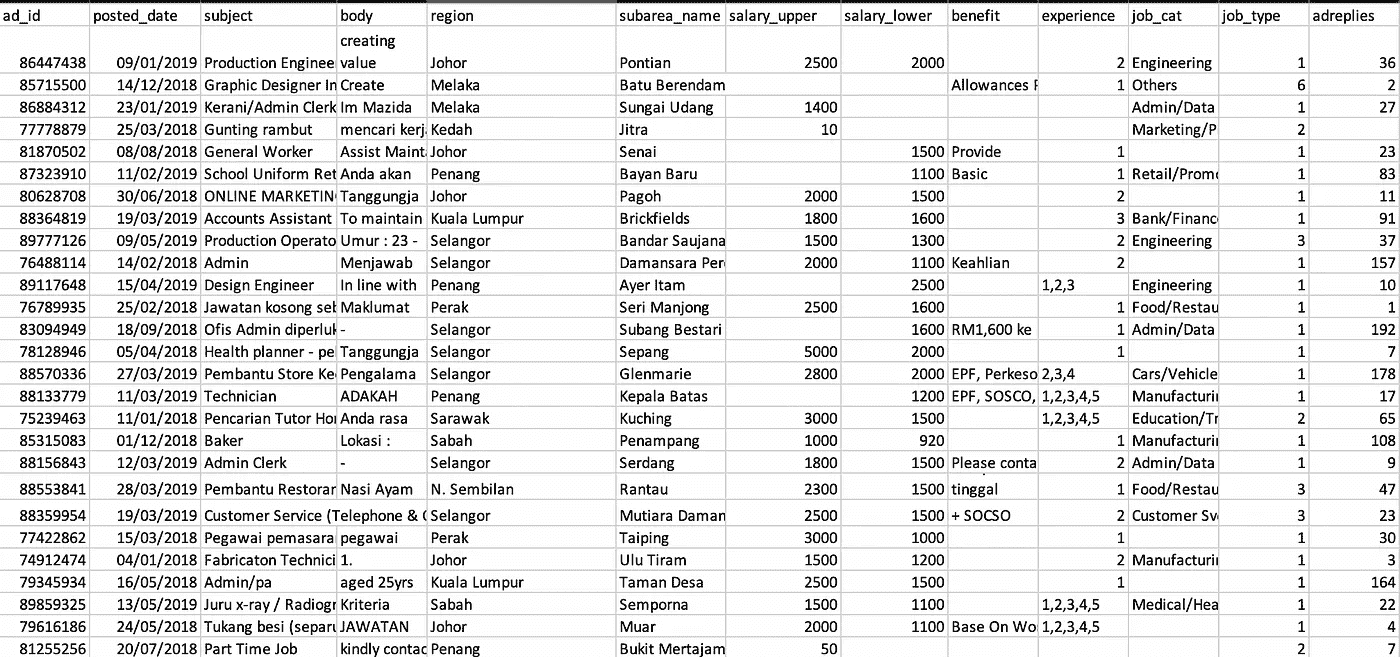 ad_id posted_date subject body region subarea_name salary_upper salary_lower benefit experience job_cat job_type adreplies
creating
86447438 09/01/2019 Production Enginee value Johor Pontian 2500 2000 2 Engineering 1 36
85715500 14/12/2018 Graphic Designer In Create Melaka Batu Berendam Allowances F 1 Others 6 2
86884312 23/01/2019 Kerani/Admin Clerk Im Mazida Melaka Sungai Udang 1400 Admin/Data 1 27
77778879 25/03/2018 Gunting rambut mencari kerj Kedah Jitra 10 Marketing/P 2
81870502 08/08/2018 General Worker Assist Maint Johor Senai 1500 Provide 1 1 23
87323910 11/02/2019 School Uniform Ret Anda akan Penang Bayan Baru 1100 Basic 1 Retail/Promo 1 83
80628708 30/06/2018 ONLINE MARKETIN Tanggungja Johor Pagoh 2000 1500 2 1 11
88364819 19/03/2019 Accounts Assistant To maintain Kuala Lumpur Brickfields 1800 1600 3 Bank/Financ 1 91
89777126 09/05/2019 Production Operato Umur : 23 - Selangor Bandar Saujana 1500 1300 2 Engineering 3 37
76488114 14/02/2018 Admin Menjawab Selangor Damansara Per 2000 1100 Keahlian 2 1 157
89117648 15/04/2019 Design Engineer In line with Penang Ayer Itam 2500 1,2,3 Engineering 1 10
76789935 25/02/2018 Jawatan kosong seb Maklumat Perak Seri Manjong 2500 1600 1 Food/Restau 1 1
83094949 18/09/2018 Ofis Admin diperluk - Selangor Subang Bestari 1600 RM1,600 ke 1 Admin/Data 1 192
78128946 05/04/2018 Health planner - pe Tanggungja Selangor Sepang 5000 2000 1 1 7
88570336 27/03/2019 Pembantu Store Ke Pengalama Selangor Glenmarie 2800 2000 EPF, Perkeso 2,3,4 Cars/Vehicle 1 178
88133779 11/03/2019 Technician ADAKAH Penang Kepala Batas 1200 EPF, SOSCO, 1,2,3,4,5 Manufacturin 1 17
75239463 11/01/2018 Pencarian Tutor Ho Anda rasa Sarawak Kuching 3000 1500 1,2,3,4,5 Education/Tr 2 65
85315083 01/12/2018 Baker Lokasi : Sabah Penampang 1000 920 1 Manufacturin 1 108
88156843 12/03/2019 Admin Clerk - Selangor Serdang 1800 1500 Please conta 2 Admin/Data 1 9
88553841 28/03/2019 Pembantu Restoran Nasi Ayam N. Sembilan Rantau 2300 1500 tinggal 1 Food/Restau 3 47
88359954 19/03/2019 Customer Service (T Telephone & C Selangor Mutiara Daman 2500 1500 + SOCSO 2 Customer Sv 3 23
77422862 15/03/2018 Pegawai pemasara pegawai Perak Taiping 3000 1000 1 1 30
74912474 04/01/2018 Fabricaton Technici 1. Johor Ulu Tiram 1500 1200 2 Manufacturin 1 3
79345934 16/05/2018 Admin/pa aged 25yrs Kuala Lumpur Taman Desa 2500 1500 1 1 164
89859325 13/05/2019 Juru x-ray / Radiogr Kriteria Sabah Semporna 1500 1100 1,2,3,4,5 Medical/Hea 1 22
79616186 24/05/2018 Tukang besi (separu JAWATAN Johor Muar 2000 1100 Base On Wo 1,2,3,4,5 1 4
81255256 20/07/2018 Part Time Job kindly contac Penang Bukit Mertajam 50 2 7